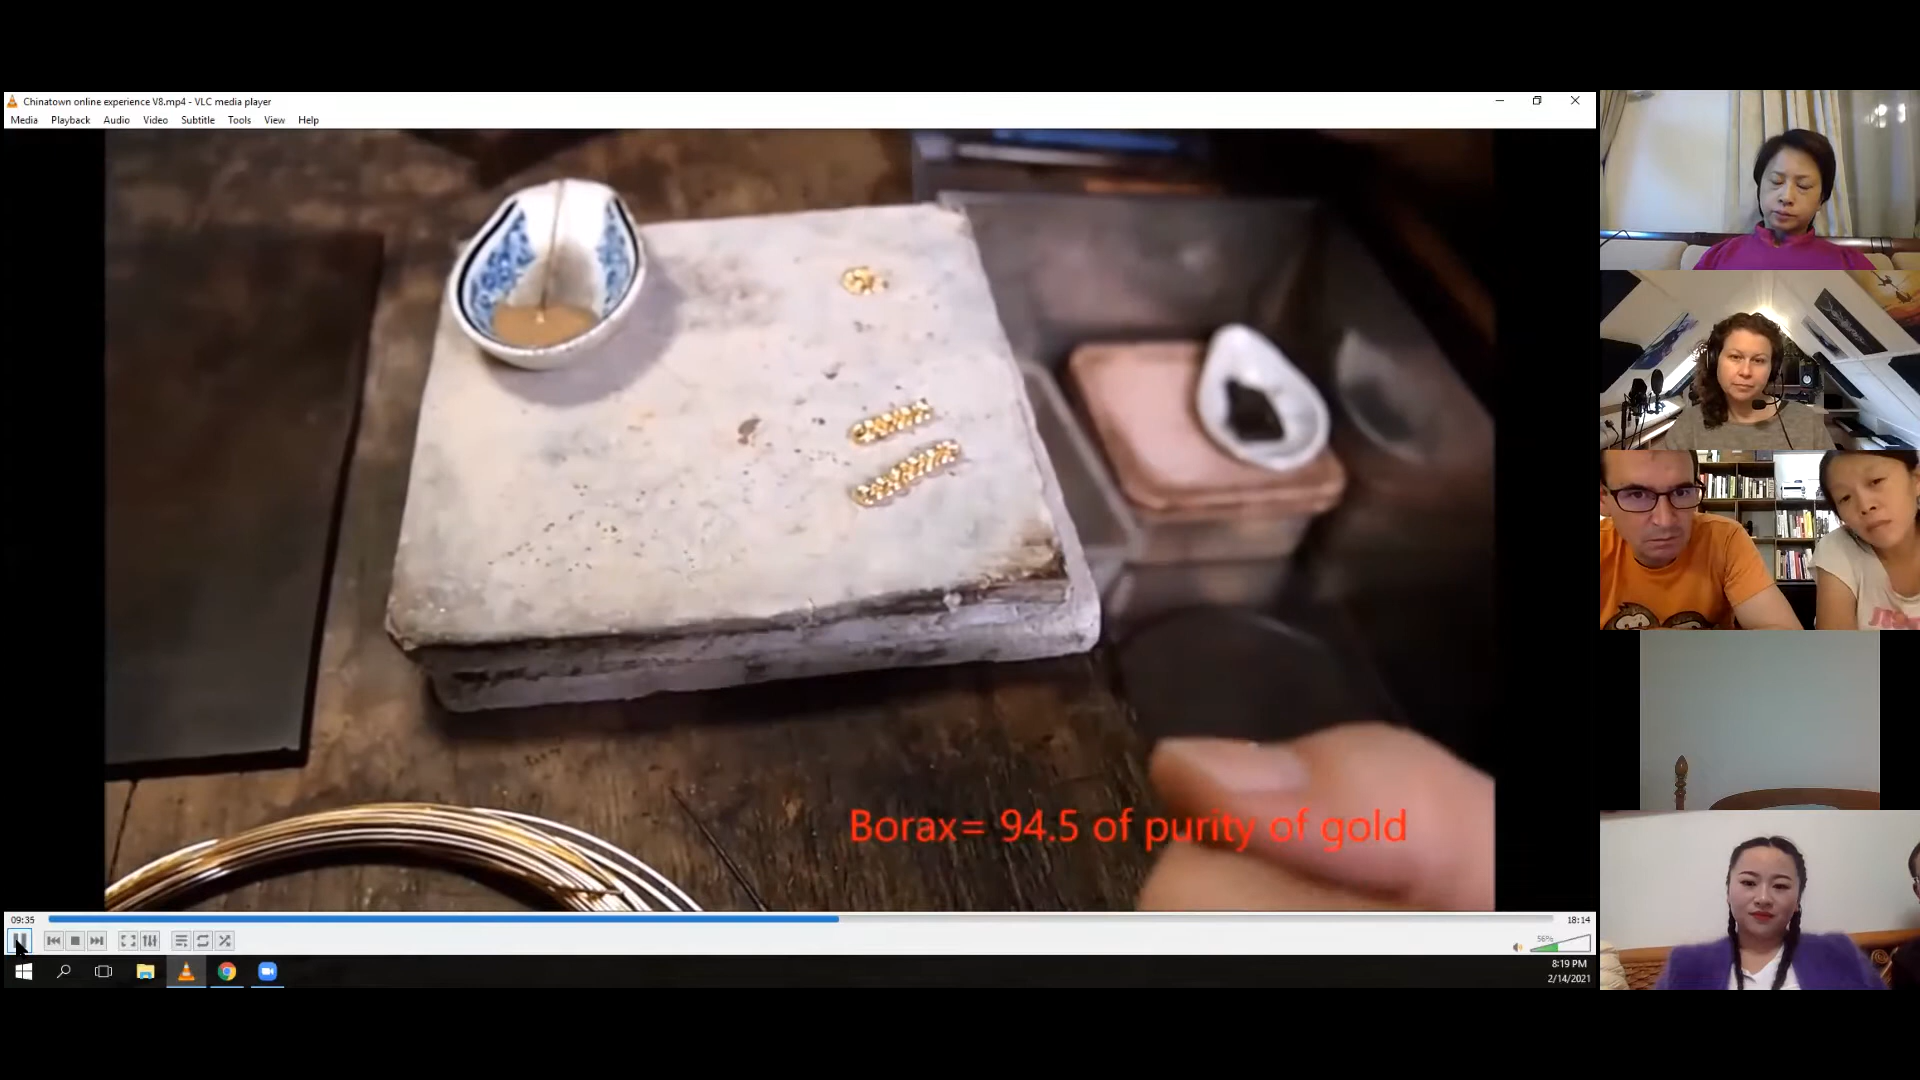 Chinatown online experience V8.mp4 - VLC media player
Media Playback Audio Video Subtitle Tools View Help
Borax= 94.5 of purity of gold
09:35
18:14
56%
8:19 PM
2/14/2021